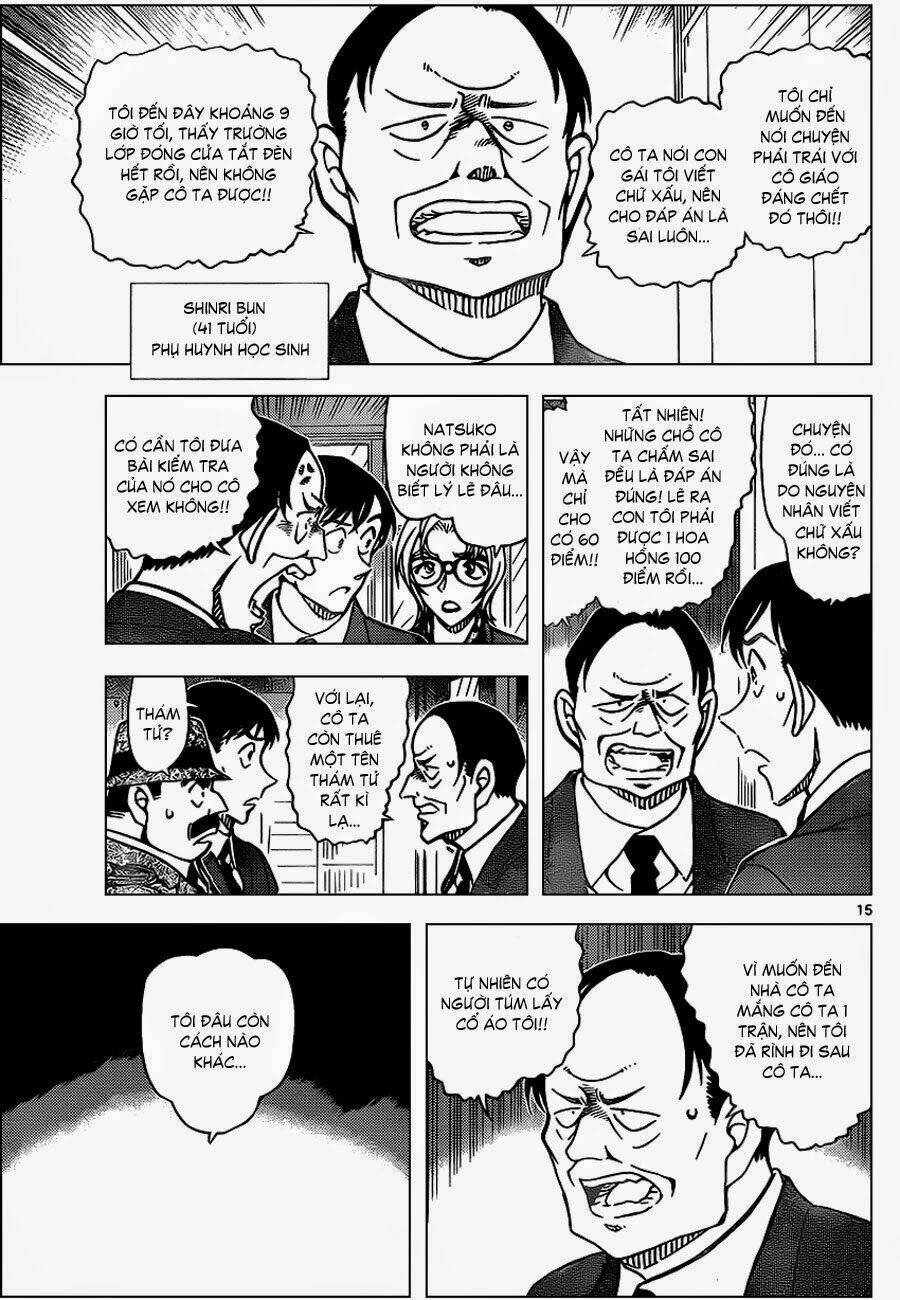 TÔI CHỈ
MUỐN ĐẾN
NÓI CHUYỆN
PHẢI TRÁI VỚI
CÔ GIÁO
ĐÁNG CHẾT
ĐÓ THÔI!!
CÔ TA NÓI CON
GÁI TÔI VIẾT
CHỮ XẤU, NÊN
CHO ĐÁP ÁN LÀ
SAI LUÔN...
TÔI ĐẾN ĐÂY KHOẢNG 9
GIỜ TỐI, THẤY TRƯỜNG
LỚP ĐÓNG CỬA TẮT ĐÈN
HẾT RỒI, NÊN KHÔNG
GẶP CÔ TA ĐƯỢC!!
SHINRI BUN
(41 TUỔI)
PHỤ HUYNH HỌC SINH
CHUYỆN
ĐÓ... CÓ
ĐÚNG LÀ
DO NGUYÊN
NHÂN VIẾT
CHỮ XẤU
KHÔNG?
TẤT NHIÊN!
NHỮNG CHỖ CÔ
TA CHẤM SAI
ĐỀU LÀ ĐÁP ÁN
ĐÚNG! LẼ RA
CON TÔI PHẢI
ĐƯỢC 1 HOA
HỒNG 100
ĐIỂM RỒI...
VẬY
MÀ
CHỈ
CHO
CÓ 60
ĐIỂM!!
NATSUKO
KHÔNG PHẢI LÀ
NGƯỜI KHÔNG
BIẾT LÝ LẼ ĐÂU...
CÓ CẦN TÔI ĐƯA
BÀI KIỂM TRA
CỦA NÓ CHO CÔ
XEM KHÔNG!!
VỚI LẠI,
CÔ TA
CÒN THUÊ
MỘT TÊN
THÁM TỬ
RẤT KÌ
LẠ...
THÁM
TỬ?
15
VÌ MUỐN ĐẾN
NHÀ CÔ TA
MẮNG CÔ TA 1
TRẬN, NÊN TÔI
ĐÃ RÌNH ĐI SAU
CÔ TA...
TỰ NHIÊN CÓ
NGƯỜI TÚM LẤY
CỔ ÁO TÔI!!
TÔI ĐÂU CÒN
CÁCH NÀO
KHÁC...